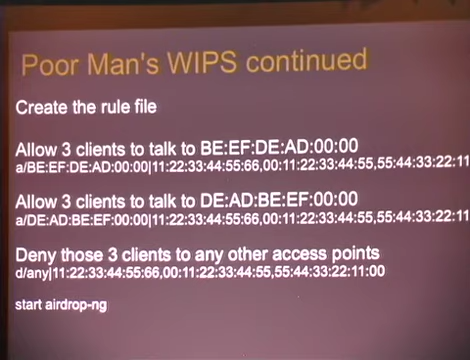 Poor Man's WIPS continued
Create the rule file
Allow 3 clients to talk to BE:EF:DE:AD:00:00
a/BE:EF:DE:AD:00:00|11:22:33:44:55:66,00:11:22:33:44:55,55:44:33:22:11
Allow 3 clients to talk to DE:AD:BE:EF:00:00
a/DE:AD:BE:EF:00:00|11:22:33:44:55:66,00:11:22:33:44:55,55:44:33:22:11
Deny those 3 clients to any other access points
d/any|11:22:33:44:55:66,00:11:22:33:44:55,55:44:33:22:11:00
start airdrop-ng